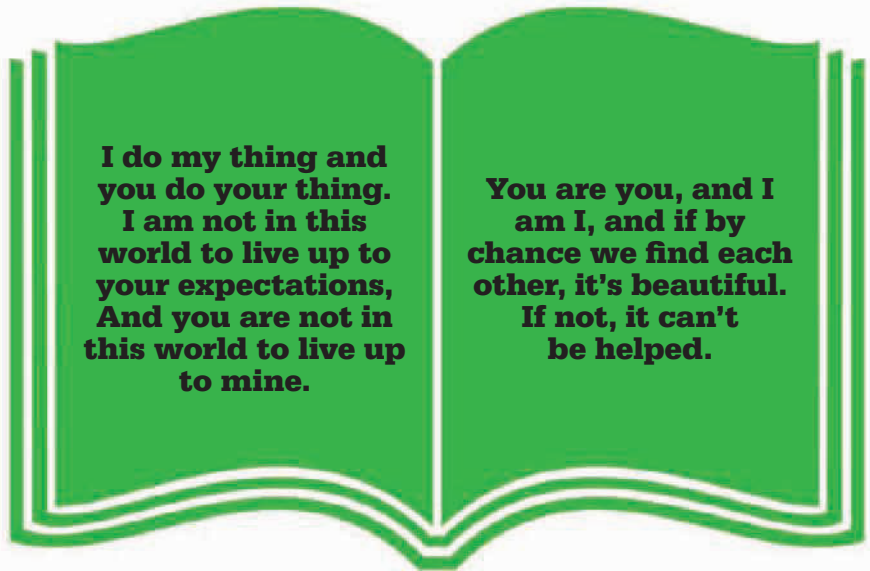 I do my thing and
you do your thing.
I am not in this
world to live up to
your expectations,
And you are not in
this world to live up
to mine.
You are you, and I
am I, and if by
chance we find each
other, it’s beautiful.
If not, it can’t
be helped.